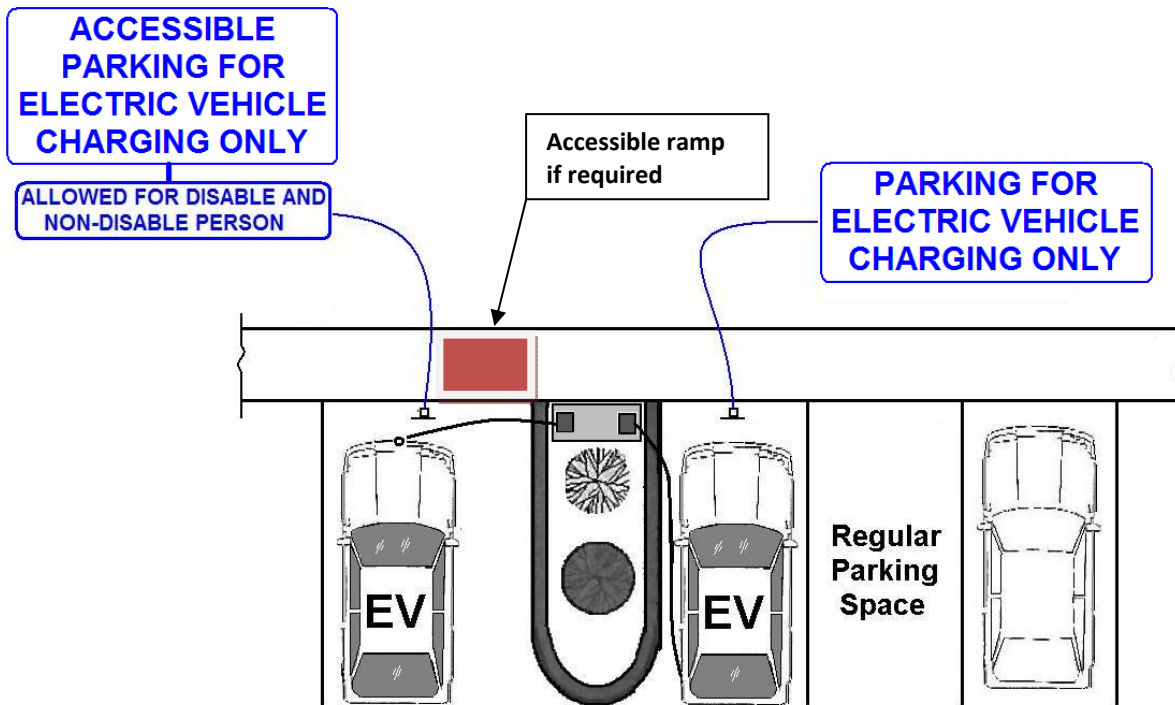 ACCESSIBLE
PARKING FOR
ELECTRIC VEHICLE
CHARGING ONLY
ALLOWED FOR DISABLE AND
NON-DISABLE PERSON
Accessible ramp
if required
PARKING FOR
ELECTRIC VEHICLE
CHARGING ONLY
EV
EV
Regular
Parking
Space